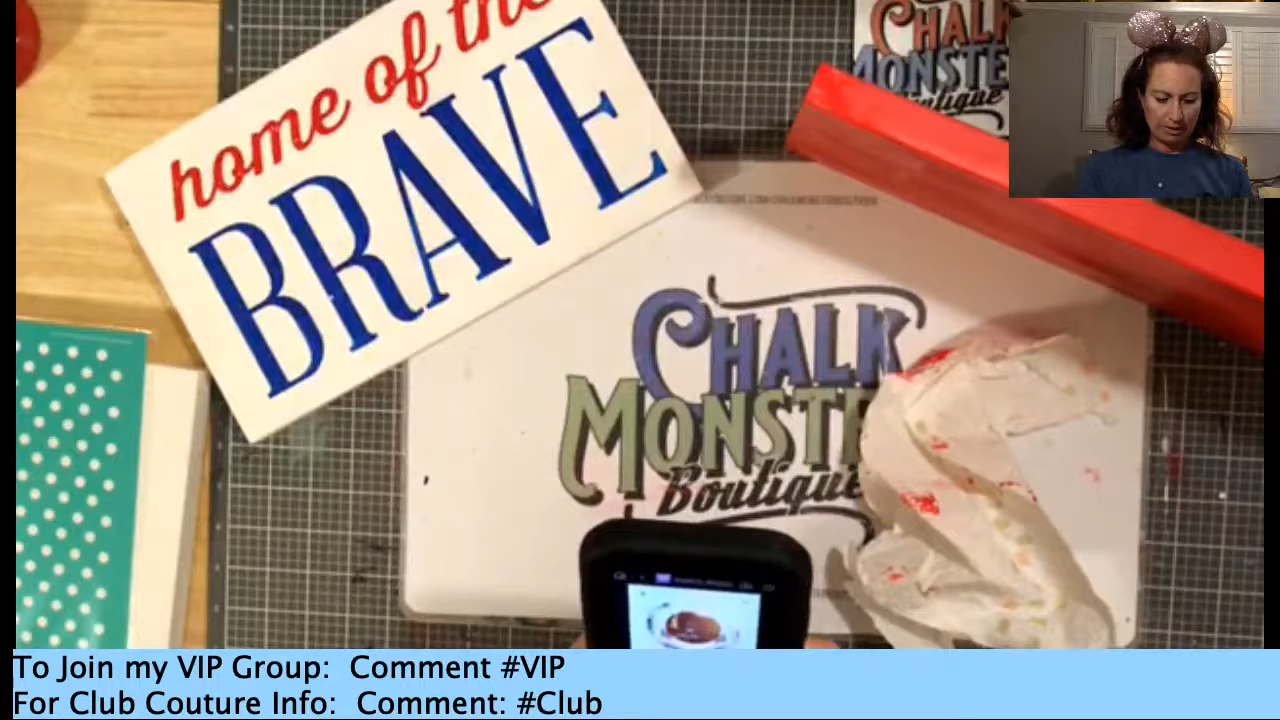 home of the
BRAVE
CHALK
MONSTE
Boutique
CHALK
MONSTE
Boutique
To Join my VIP Group: Comment #VIP
For Club Couture Info: Comment: #Club